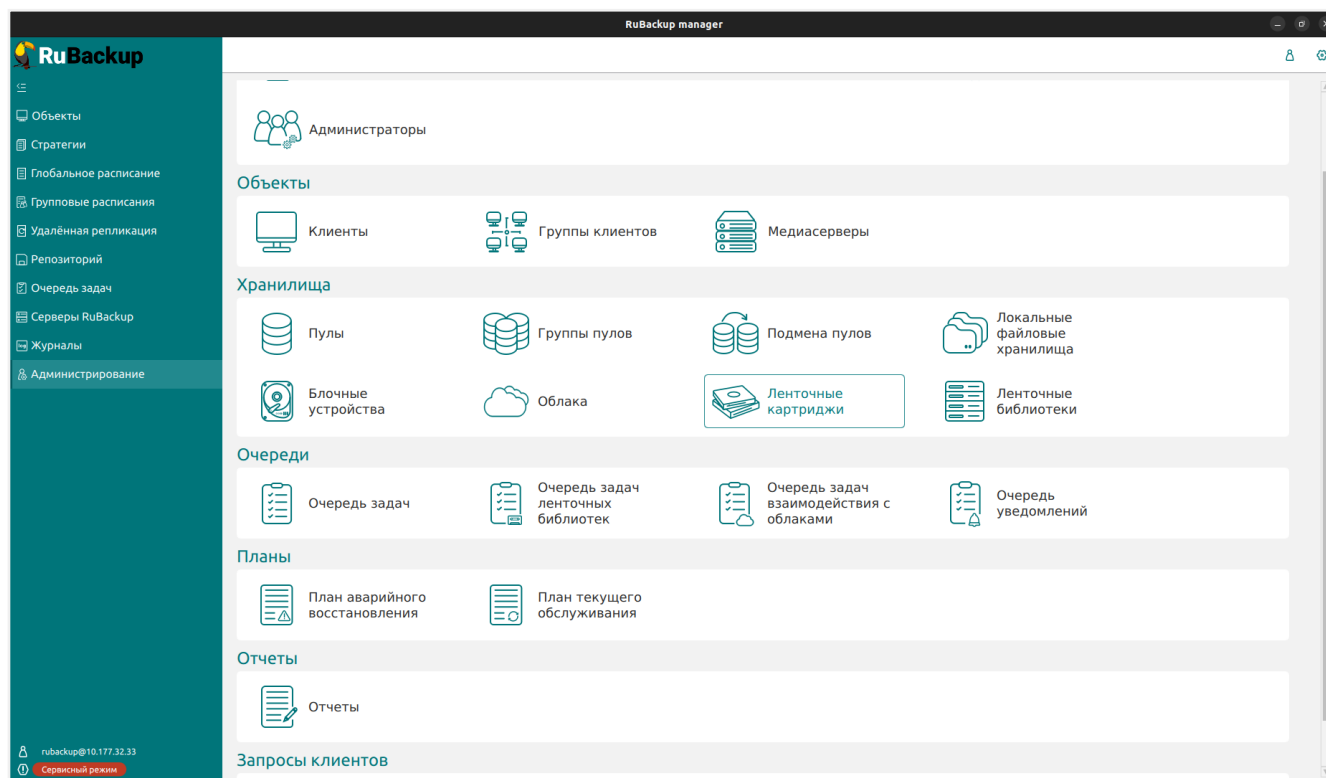 RuBackup manager
RuBackup
Объекты
Стратегии
Глобальное расписание
Групповые расписания
Удалённая репликация
Репозиторий
Очередь задач
Серверы RuBackup
Журналы
Администрирование
rubackup@10.177.32.33
Сервисный режим
Администраторы
Объекты
Клиенты
Группы клиентов
Медиасерверы
Хранилища
Пулы
Группы пулов
Подмена пулов
Локальные
файловые
хранилища
Блочные
устройства
Облака
Ленточные
картриджи
Ленточные
библиотеки
Очереди
Очередь задач
Очередь задач
ленточных
библиотек
Очередь задач
взаимодействия с
облаками
Очередь
уведомлений
Планы
План аварийного
восстановления
План текущего
обслуживания
Отчеты
Отчеты
Запросы клиентов